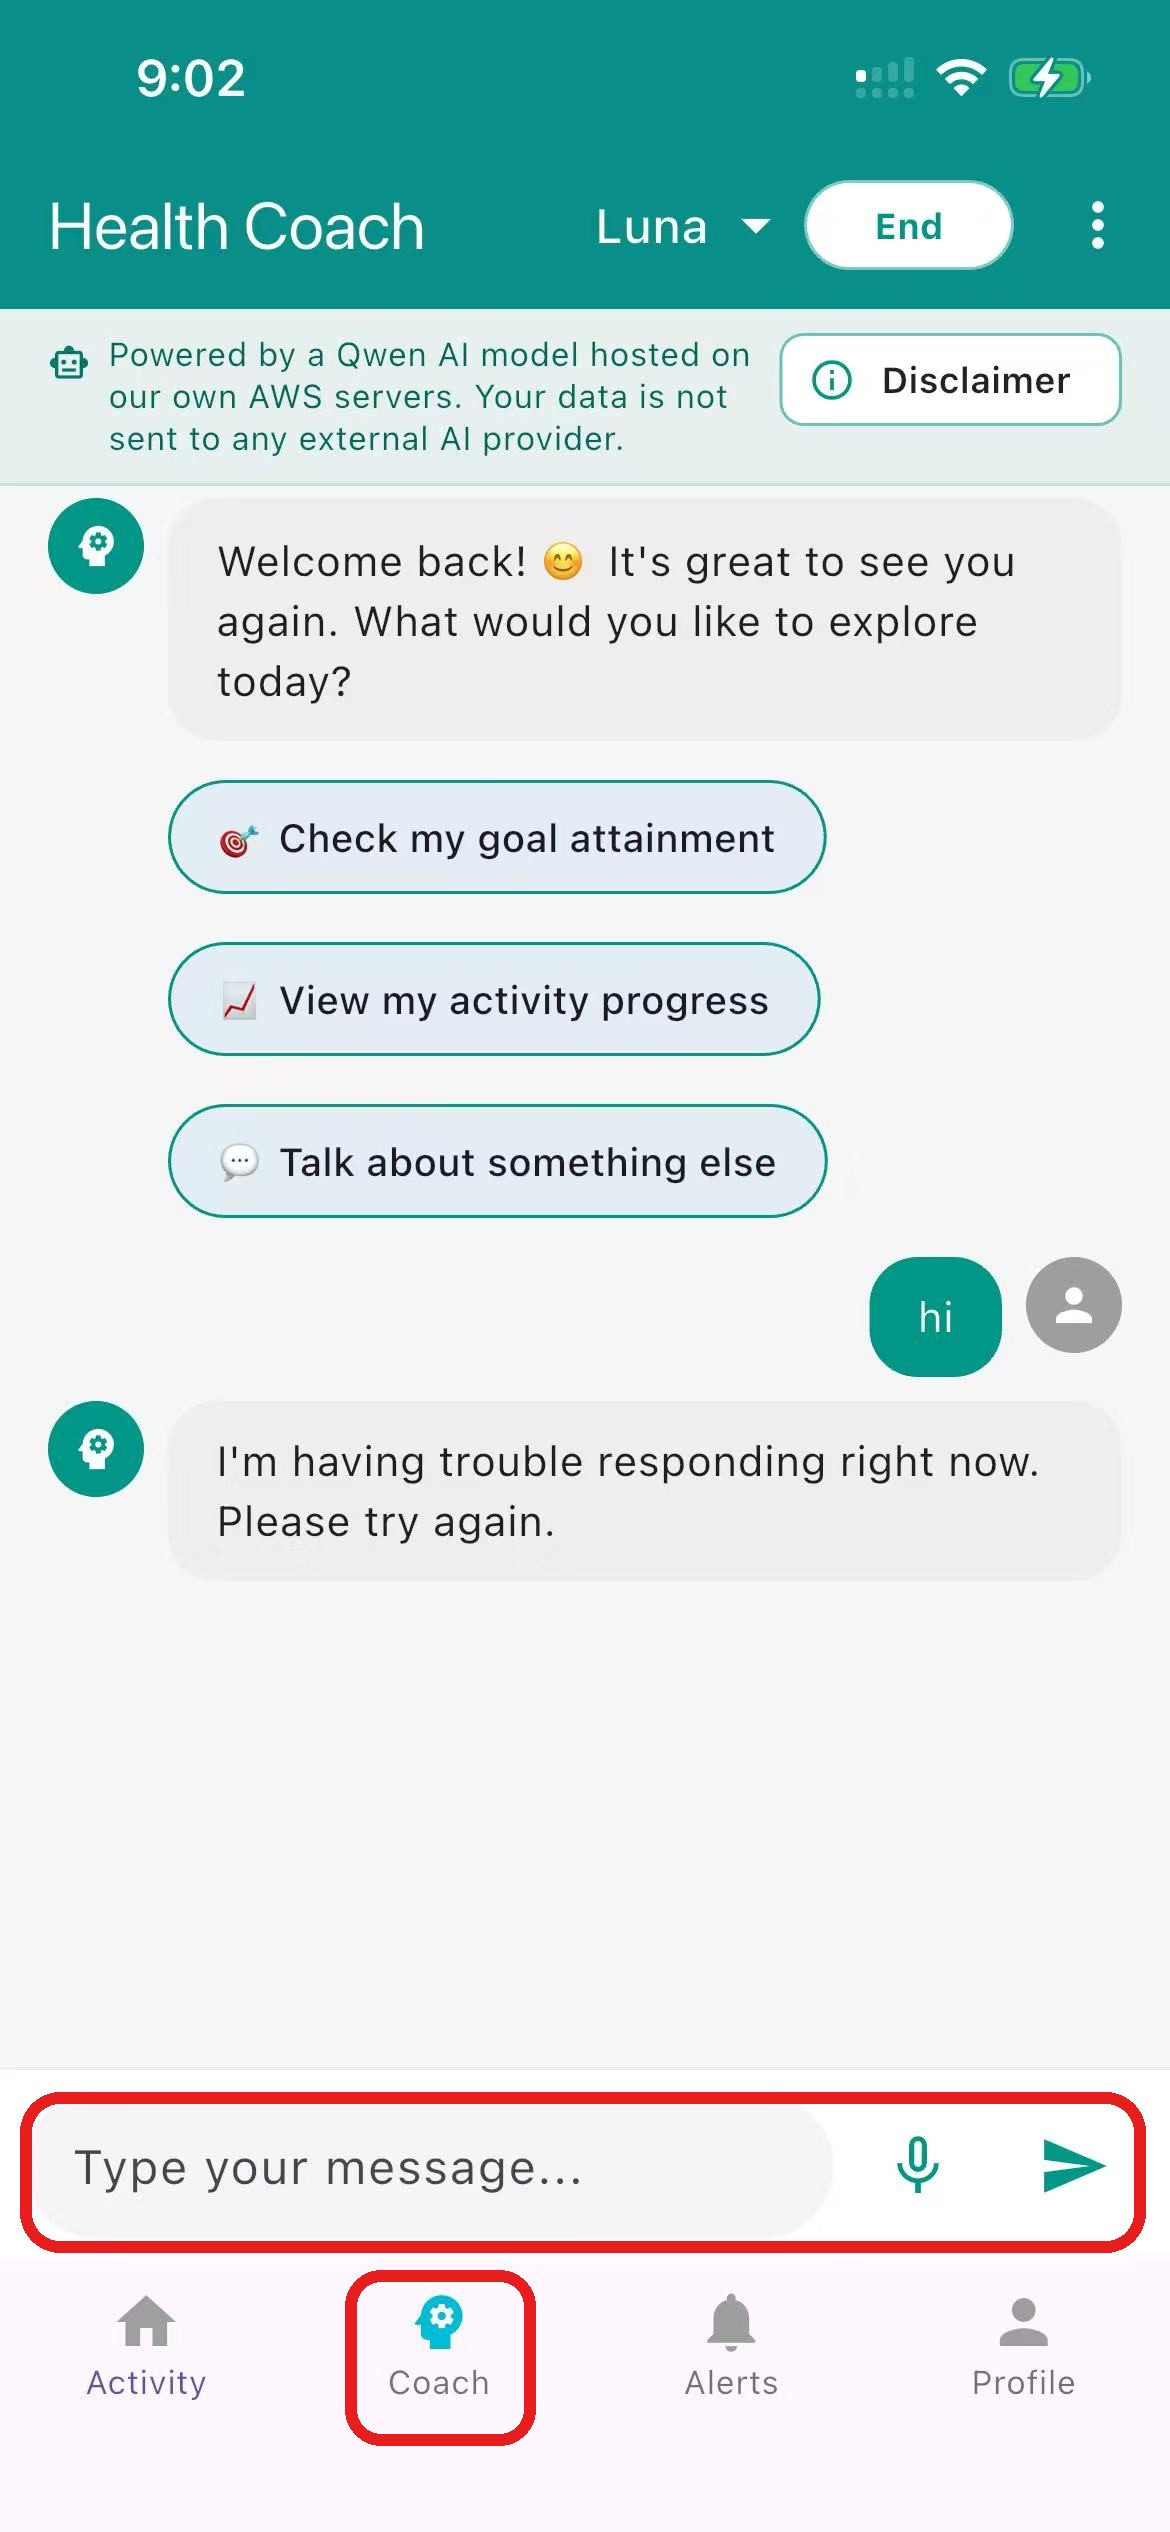 9:02
Health Coach
Luna
End
Powered by a Qwen AI model hosted on
our own AWS servers. Your data is not
sent to any external AI provider.
Disclaimer
Welcome back! 😊 It's great to see you
again. What would you like to explore
today?
🎯 Check my goal attainment
📈 View my activity progress
💬 Talk about something else
hi
I'm having trouble responding right now.
Please try again.
Type your message...
Activity
Coach
Alerts
Profile